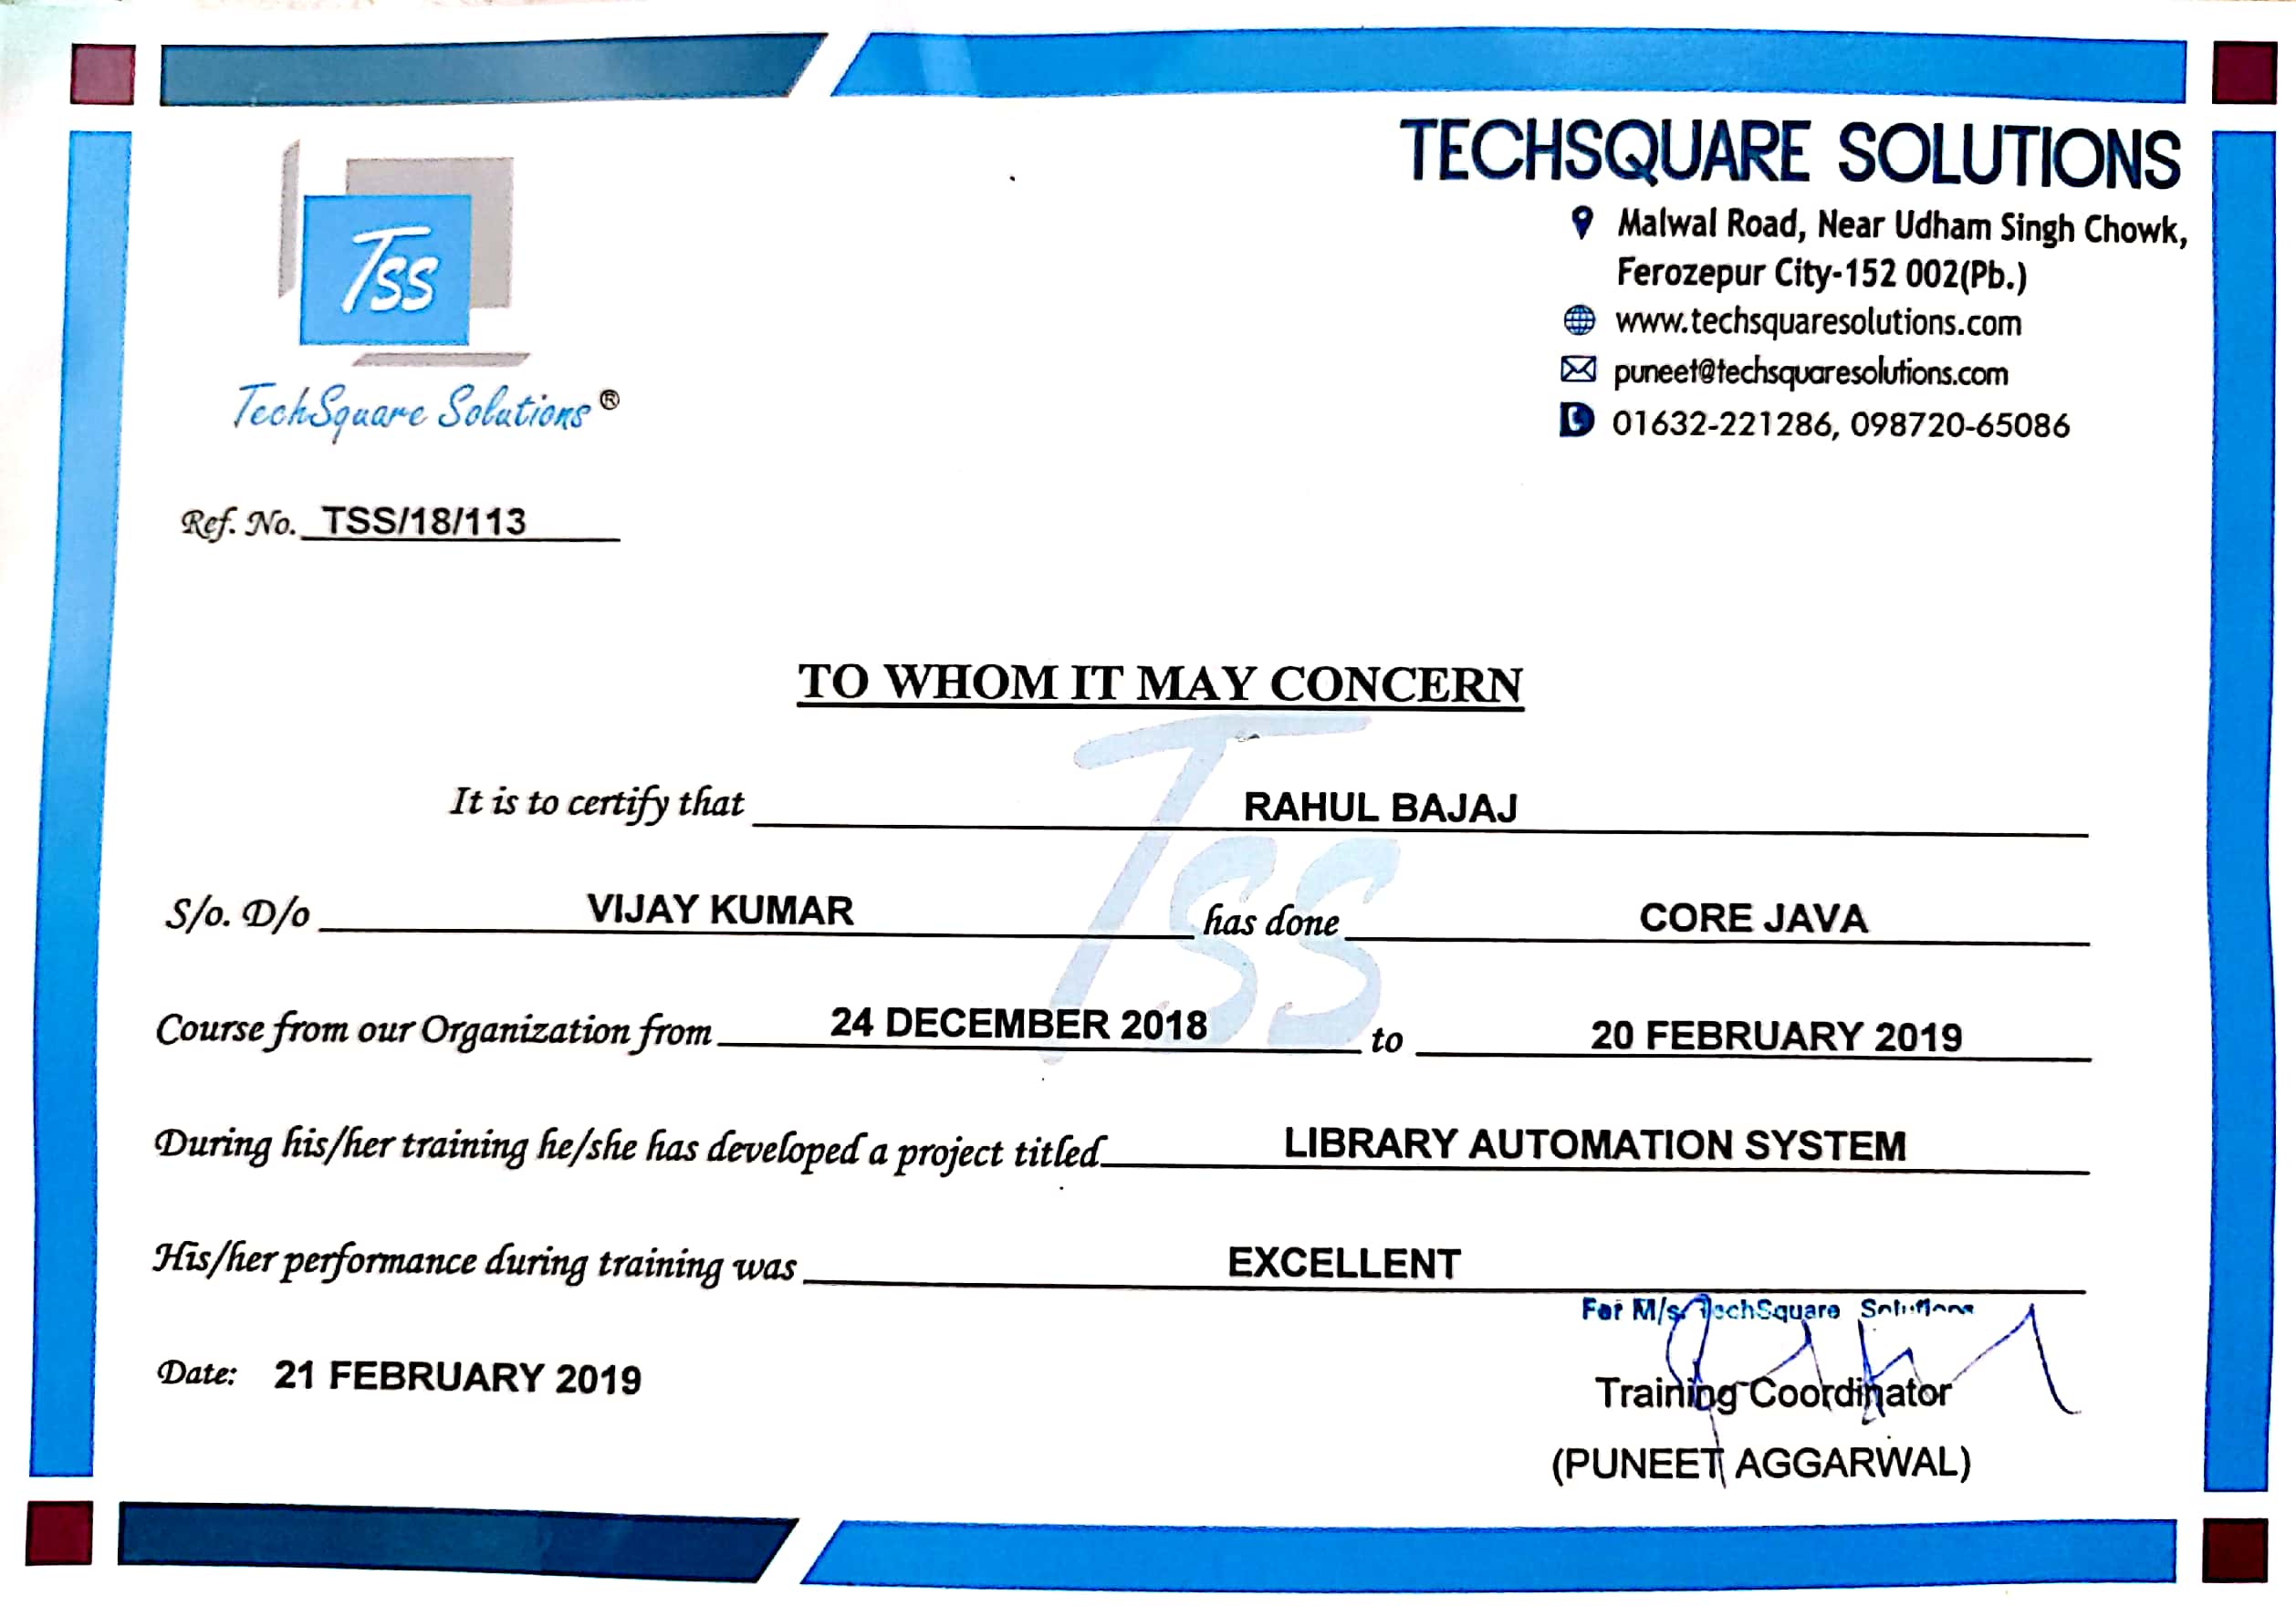 TSS
TechSquare Solutions ®
TECHSQUARE SOLUTIONS
Malwal Road, Near Udham Singh Chowk,
Ferozepur City-152 002(Pb.)
www.techsquaresolutions.com
puneet@techsquaresolutions.com
01632-221286, 098720-65086
Ref. No. TSS/18/113
TO WHOM IT MAY CONCERN
TSS
It is to certify that RAHUL BAJAJ
S/o. D/o VIJAY KUMAR has done CORE JAVA
Course from our Organization from 24 DECEMBER 2018 to 20 FEBRUARY 2019
During his/her training he/she has developed a project titled LIBRARY AUTOMATION SYSTEM
His/her performance during training was EXCELLENT
For M/s. TechSquare Solutions
Date: 21 FEBRUARY 2019
Training Coordinator
(PUNEET AGGARWAL)